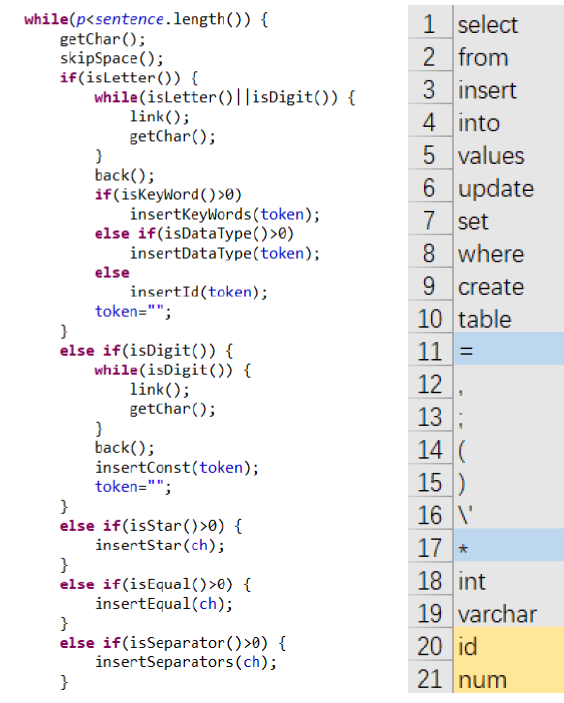 while(p<sentence.length()) {
getChar();
skipSpace();
if(isLetter()) {
while(isLetter()||isDigit()) {
link();
getChar();
}
back();
if(isKeyWord()>0)
insertKeyWords(token);
else if(isDataType()>0)
insertDataType(token);
else
insertId(token);
token="";
}
else if(isDigit()) {
while(isDigit()) {
link();
getChar();
}
back();
insertConst(token);
token="";
}
else if(isStar()>0) {
insertStar(ch);
}
else if(isEqual()>0) {
insertEqual(ch);
}
else if(isSeparator()>0) {
insertSeparators(ch);
}
1 select
2 from
3 insert
4 into
5 values
6 update
7 set
8 where
9 create
10 table
11 =
12 ,
13 ;
14 (
15 )
16 \'
17 *
18 int
19 varchar
20 id
21 num